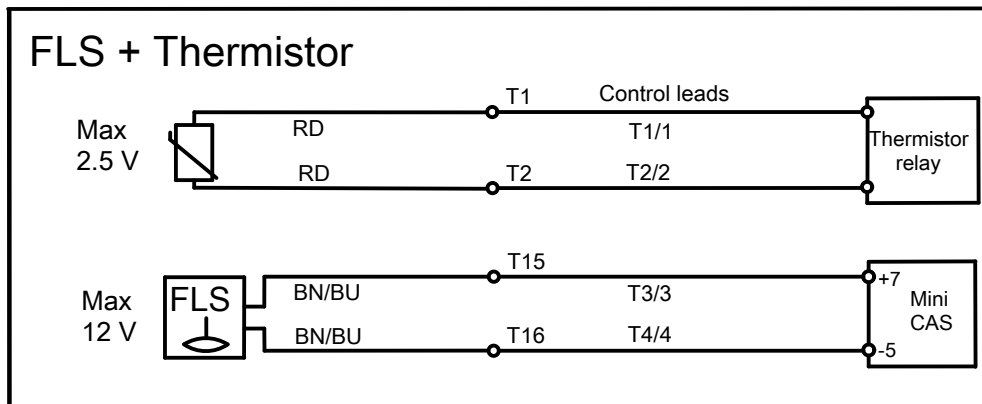 FLS + Thermistor
Max
2.5 V
RD
T1
Control leads
T1/1
Thermistor
relay
RD
T2
T2/2
Max
12 V
FLS
BN/BU
T15
T3/3
+7
Mini
CAS
BN/BU
T16
T4/4
-5